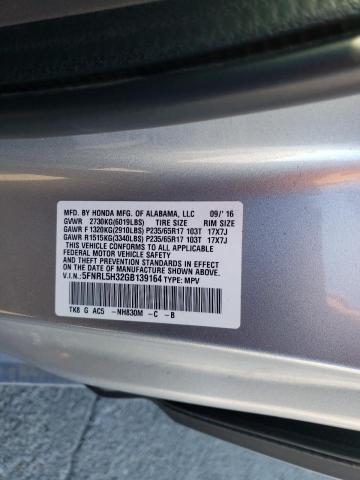 MFD. BY HONDA MFG. OF ALABAMA, LLC 09/'16
GVWR 2730KG(6019LBS) TIRE SIZE RIM SIZE
GAWR F 1320KG(2910LBS) P235/65R17 103T 17X7J
GAWR R 1515KG(3340LBS) P235/65R17 103T 17X7J
THIS VEHICLE CONFORMS TO ALL APPLICABLE
FEDERAL MOTOR VEHICLE SAFETY, BUMPER, AND
THEFT PREVENTION STANDARDS IN EFFECT ON THE
DATE OF MANUFACTURE SHOWN ABOVE.
V.I.N.:5FNRL5H32GB139164 TYPE: MPV
TK8 G AC5 -NH830M -C -B